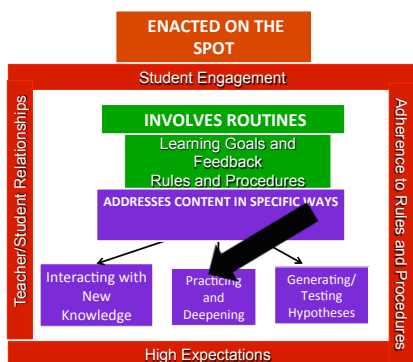 ENACTED ON THE
SPOT
Student Engagement
Teacher/Student Relationships
Adherence to Rules and Procedures
INVOLVES ROUTINES
Learning Goals and
Feedback
Rules and Procedures
ADDRESSES CONTENT IN SPECIFIC WAYS
Interacting with
New
Knowledge
Practicing
and
Deepening
Generating/
Testing
Hypotheses
High Expectations